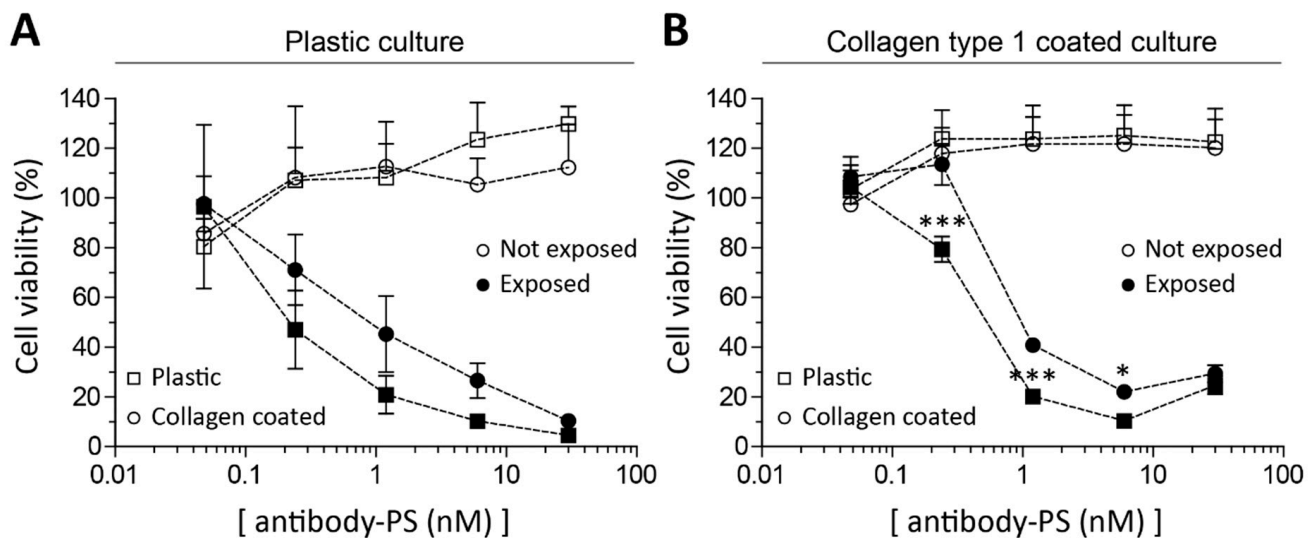 A
Plastic culture
Cell viability (%)
140
120
100
80
60
40
20
0
Not exposed
Exposed
Plastic
Collagen coated
0.01
0.1
1
10
100
[ antibody-PS (nM) ]
B
Collagen type 1 coated culture
Cell viability (%)
140
120
100
80
60
40
20
0
***
***
*
Not exposed
Exposed
Plastic
Collagen coated
0.01
0.1
1
10
100
[ antibody-PS (nM) ]